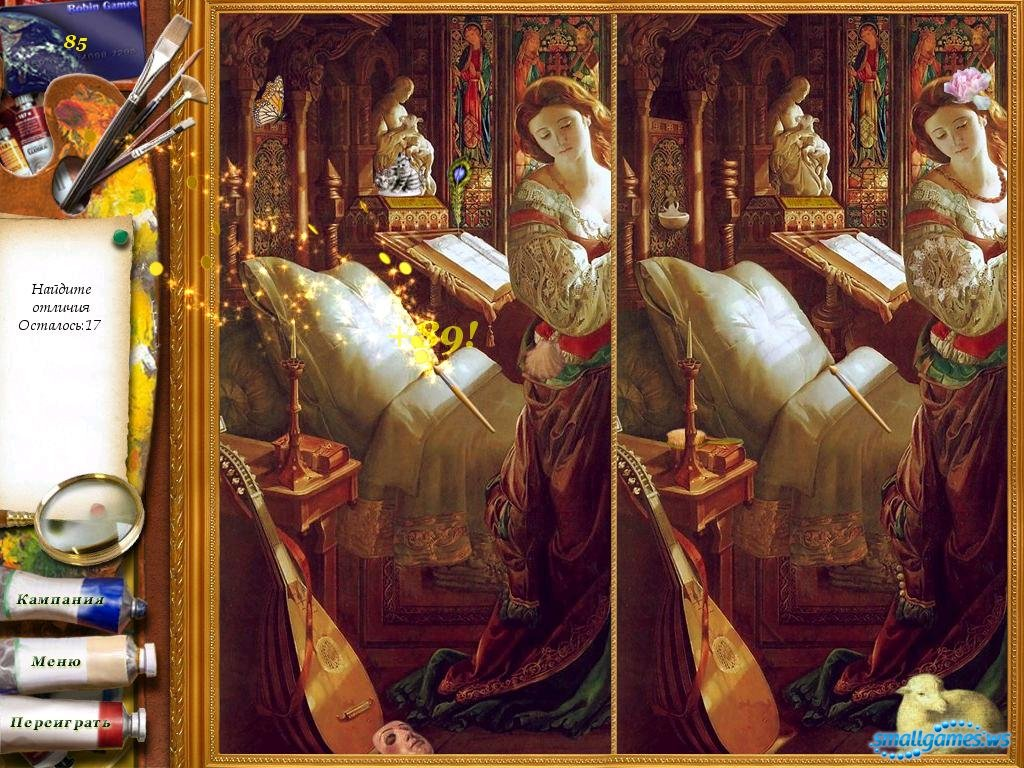 Robin Games
85
Найдите
отличия
Осталось:17
+89!
Кампания
Меню
Переиграть
smallgames.ws